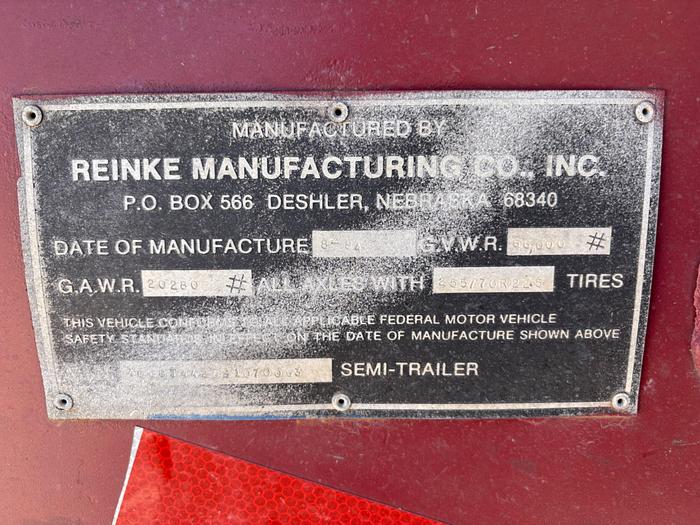 MANUFACTURED BY
REINKE MANUFACTURING CO., INC.
P.O. BOX 566 DESHLER, NEBRASKA 68340
DATE OF MANUFACTURE G.V.W.R. #
G.A.W.R. 20280 # ALL AXLES WITH TIRES
THIS VEHICLE CONFORMS TO ALL APPLICABLE FEDERAL MOTOR VEHICLE
SAFETY STANDARDS IN EFFECT ON THE DATE OF MANUFACTURE SHOWN ABOVE
SEMI-TRAILER